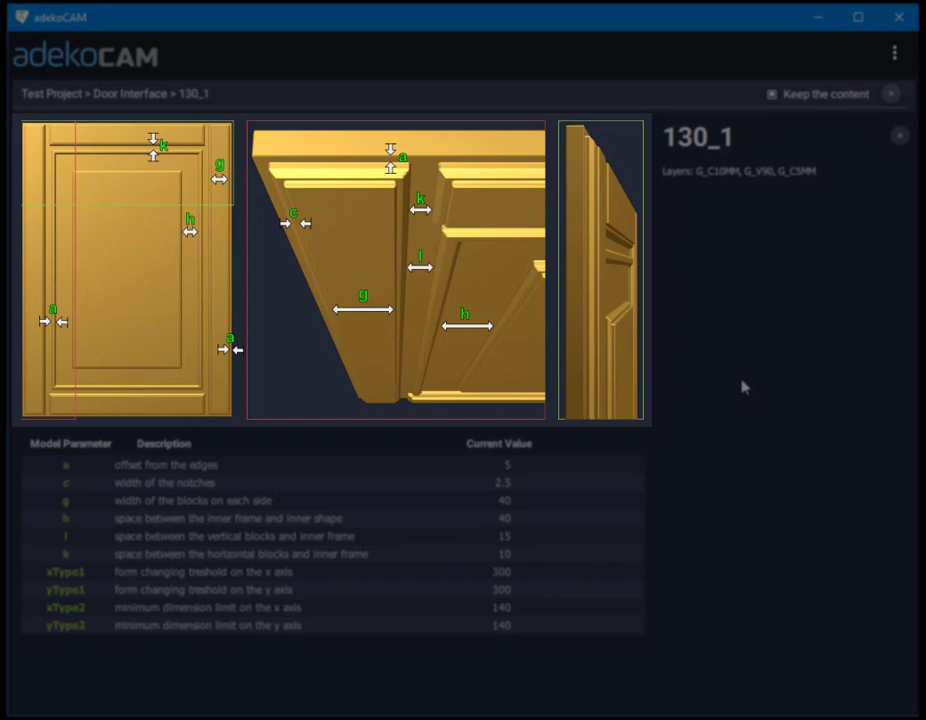 adekoCAM
adekoCAM
Test Project > Door Interface > 130_1
Keep the content
k
g
h
a
a
a
k
c
l
g
h
130_1
Layers: G_C10MM, G_V90, G_C5MM
Model Parameter Description Current Value
a offset from the edges 5
c width of the notches 2.5
g width of the blocks on each side 40
h space between the inner frame and inner shape 40
l space between the vertical blocks and inner frame 15
k space between the horizontal blocks and inner frame 10
xType1 form changing treshold on the x axis 300
yType1 form changing treshold on the y axis 300
xType2 minimum dimension limit on the x axis 140
yType2 minimum dimension limit on the y axis 140